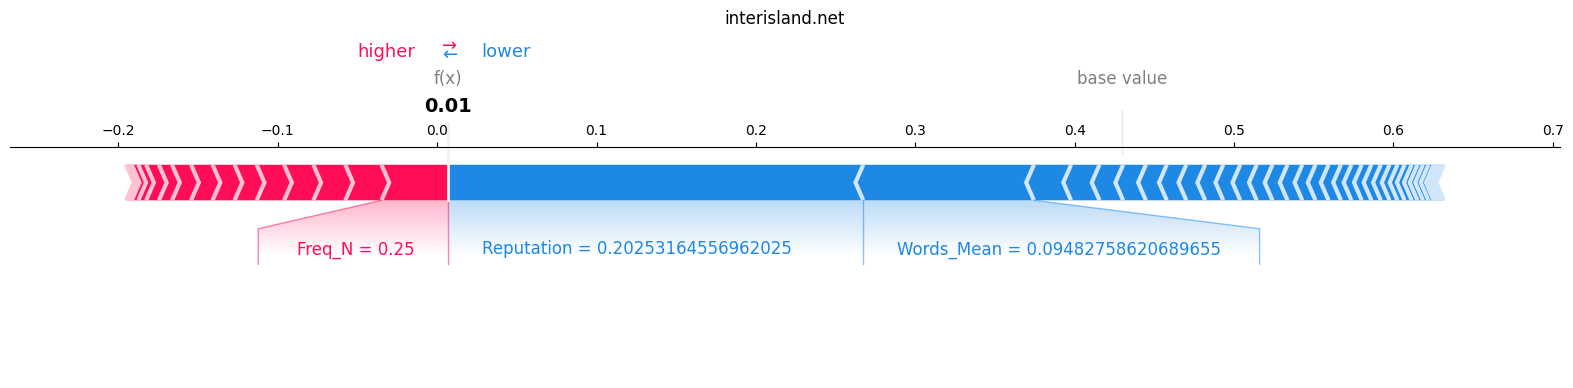 interisland.net
higher ⇄ lower
f(x) base value
0.01
−0.2 −0.1 0.0 0.1 0.2 0.3 0.4 0.5 0.6 0.7
Freq_N = 0.25 Reputation = 0.20253164556962025 Words_Mean = 0.09482758620689655